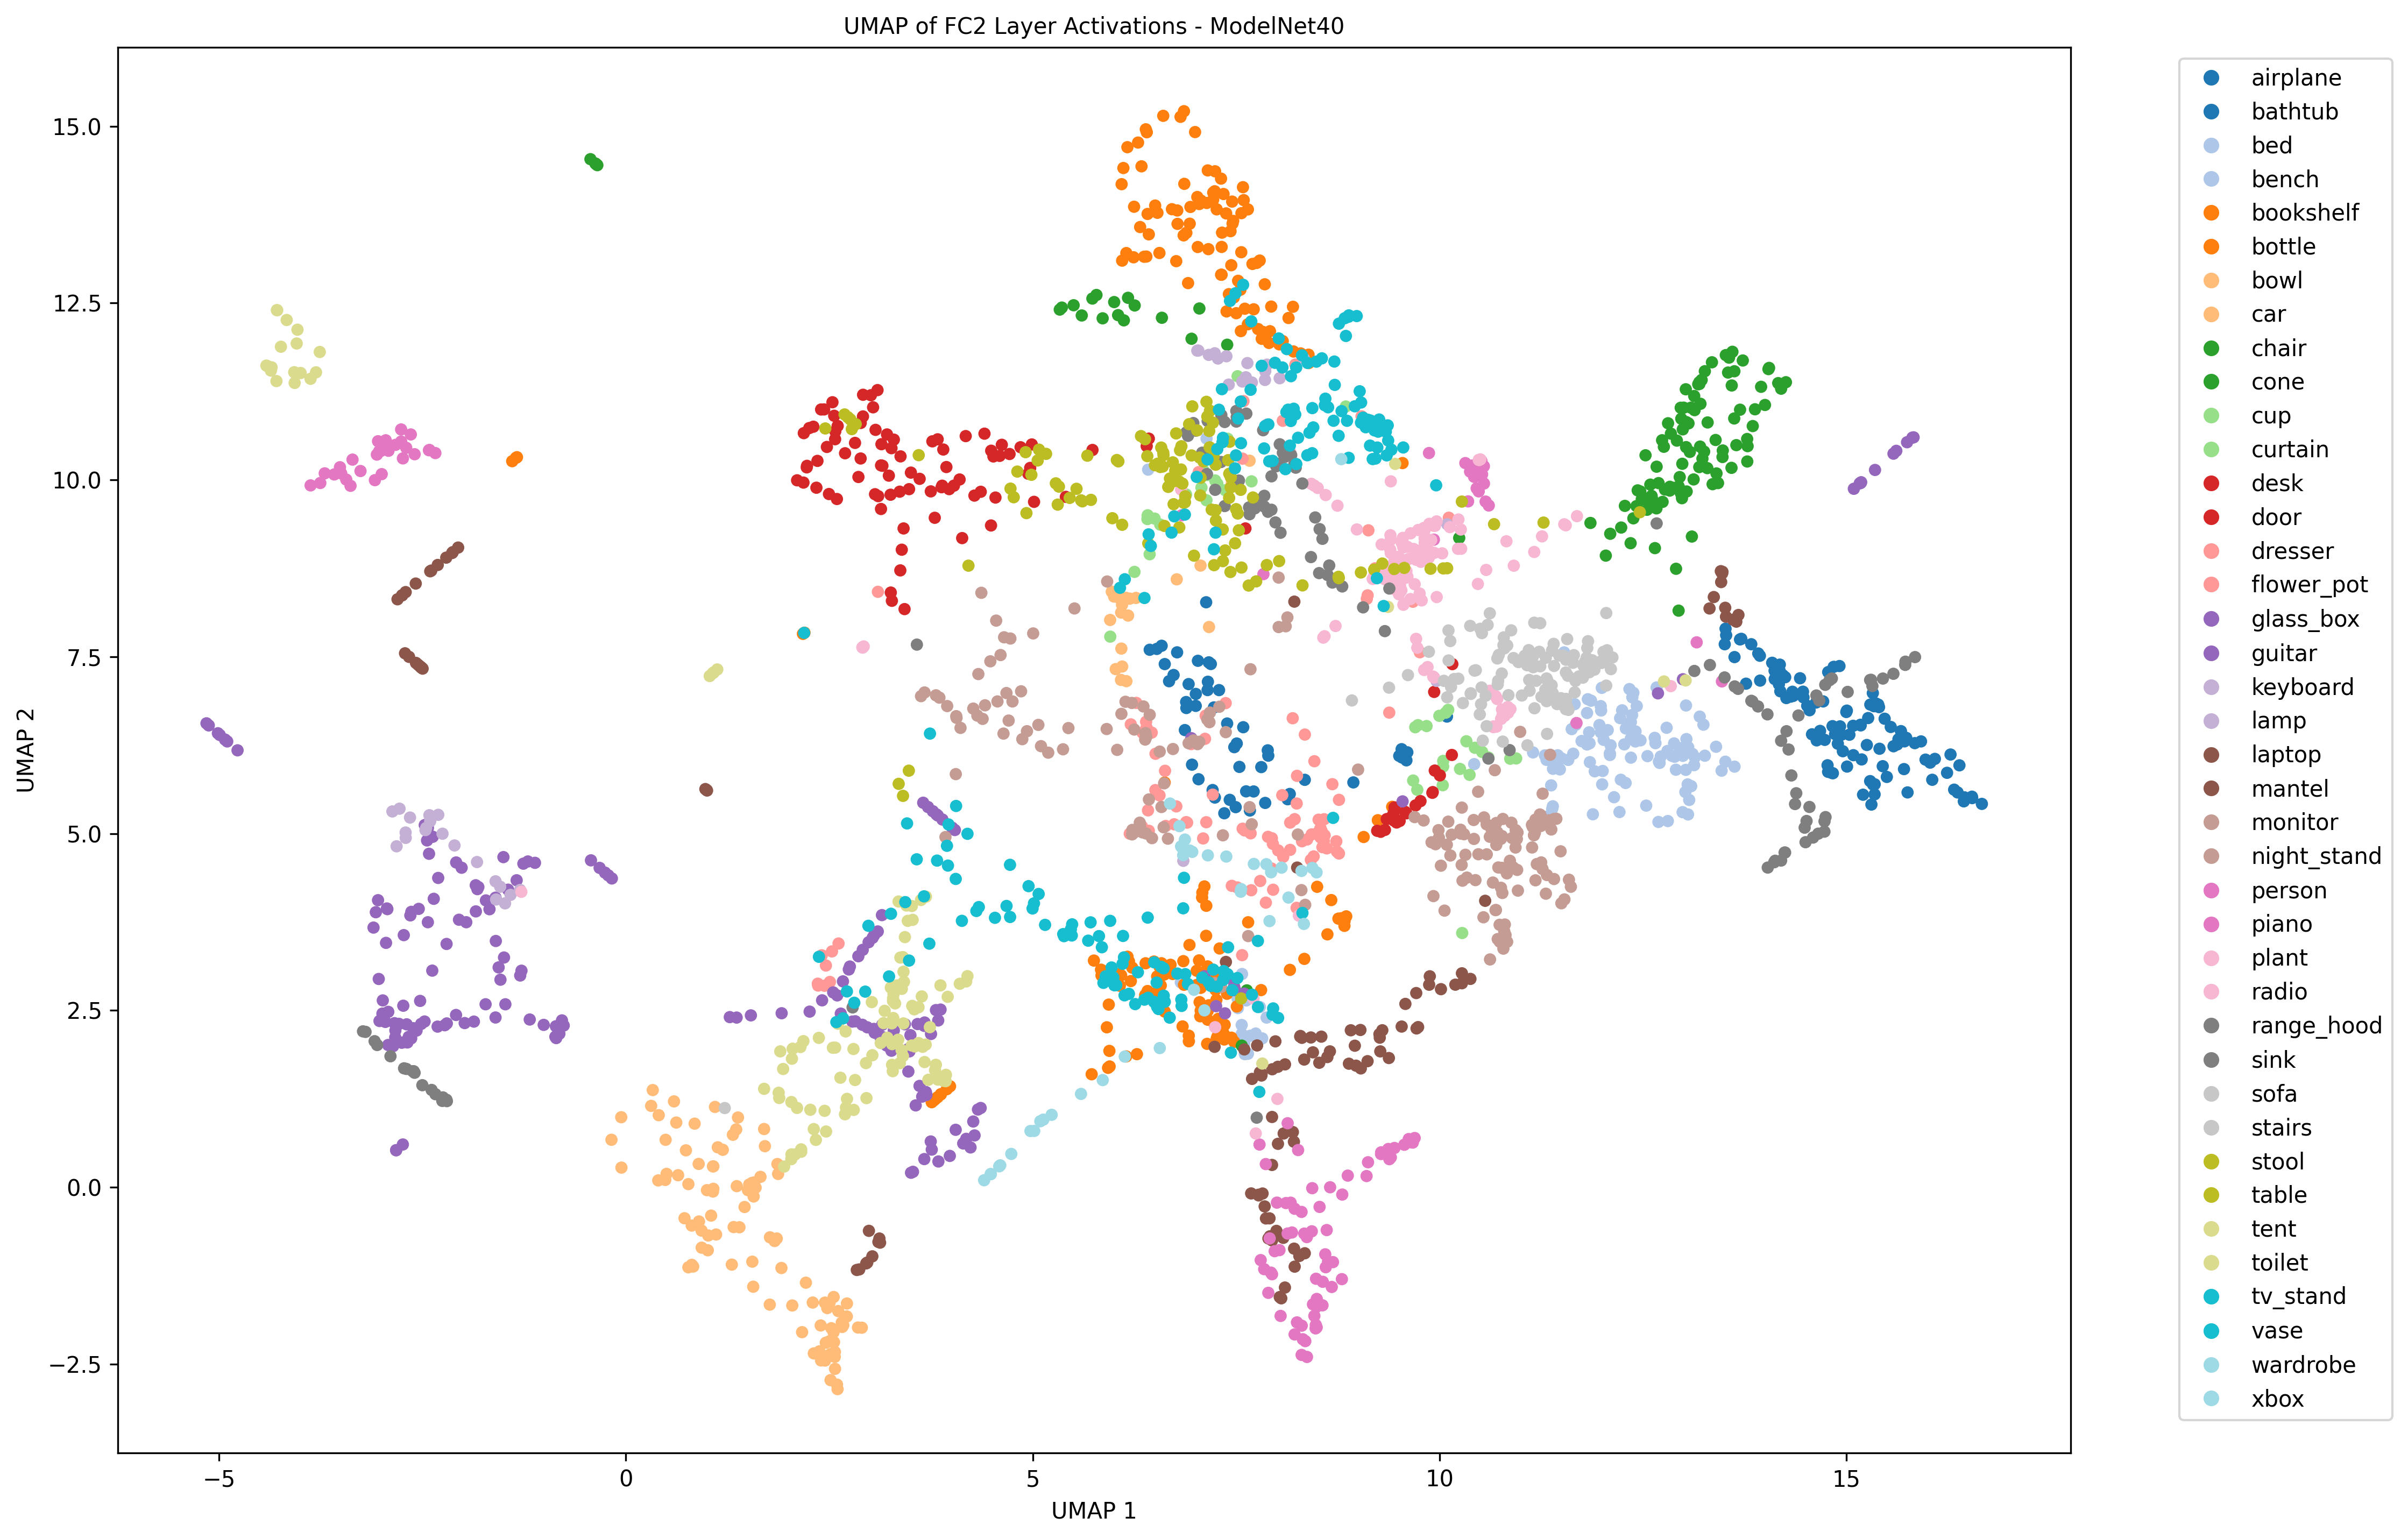 UMAP of FC2 Layer Activations - ModelNet40
15.0
12.5
10.0
7.5
5.0
2.5
0.0
−2.5
UMAP 2
−5
0
5
10
15
UMAP 1
airplane
bathtub
bed
bench
bookshelf
bottle
bowl
car
chair
cone
cup
curtain
desk
door
dresser
flower_pot
glass_box
guitar
keyboard
lamp
laptop
mantel
monitor
night_stand
person
piano
plant
radio
range_hood
sink
sofa
stairs
stool
table
tent
toilet
tv_stand
vase
wardrobe
xbox